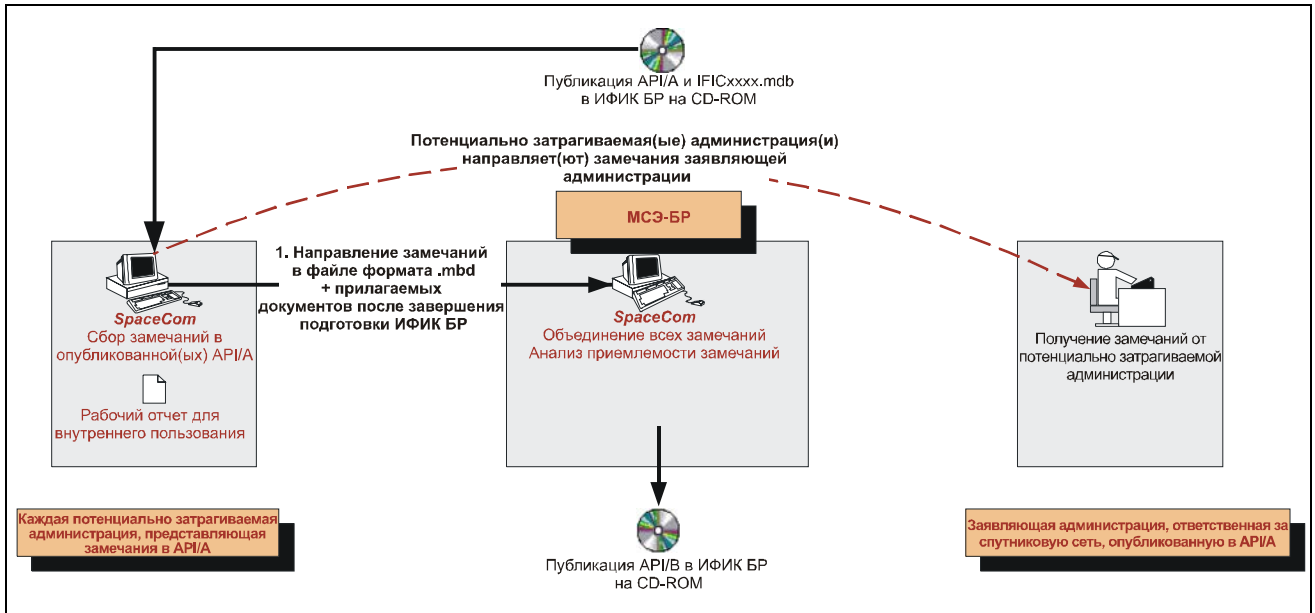 Публикация API/A и IFICxxxx.mdb
в ИФИК БР на CD-ROM
Потенциально затрагиваемая(ые) администрация(и)
направляет(ют) замечания заявляющей
администрации
МСЭ-БР
1. Направление замечаний
в файле формата .mbd
+ прилагаемых
документов после завершения
подготовки ИФИК БР
SpaceCom
Сбор замечаний в
опубликованной(ых) API/A
Рабочий отчет для
внутреннего пользования
SpaceCom
Объединение всех замечаний
Анализ приемлемости замечаний
Получение замечаний от
потенциально затрагиваемой
администрации
Каждая потенциально затрагиваемая
администрация, представляющая
замечания в API/A
Публикация API/B в ИФИК БР
на CD-ROM
Заявляющая администрация, ответственная за
спутниковую сеть, опубликованную в API/A